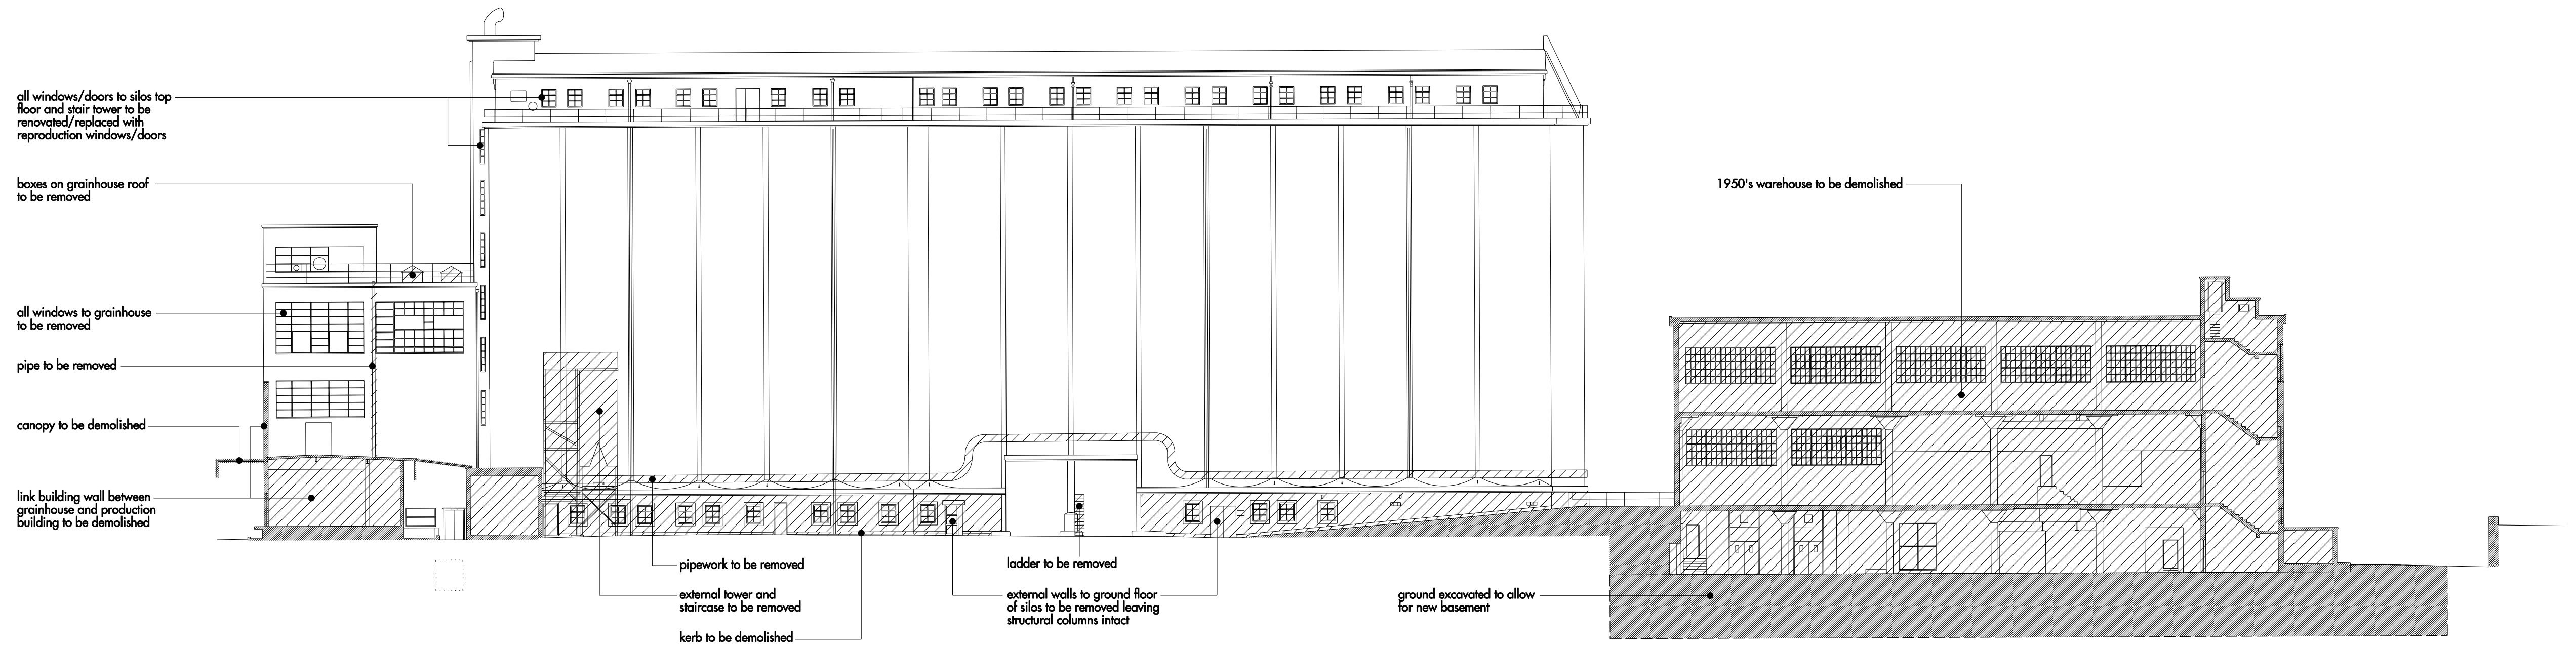 all windows/doors to silos top
floor and stair tower to be
renovated/replaced with
reproduction windows/doors
boxes on grainhouse roof
to be removed
1950's warehouse to be demolished
all windows to grainhouse
to be removed
pipe to be removed
canopy to be demolished
link building wall between
grainhouse and production
building to be demolished
pipework to be removed
external tower and
staircase to be removed
kerb to be demolished
ladder to be removed
external walls to ground floor
of silos to be removed leaving
structural columns intact
ground excavated to allow
for new basement